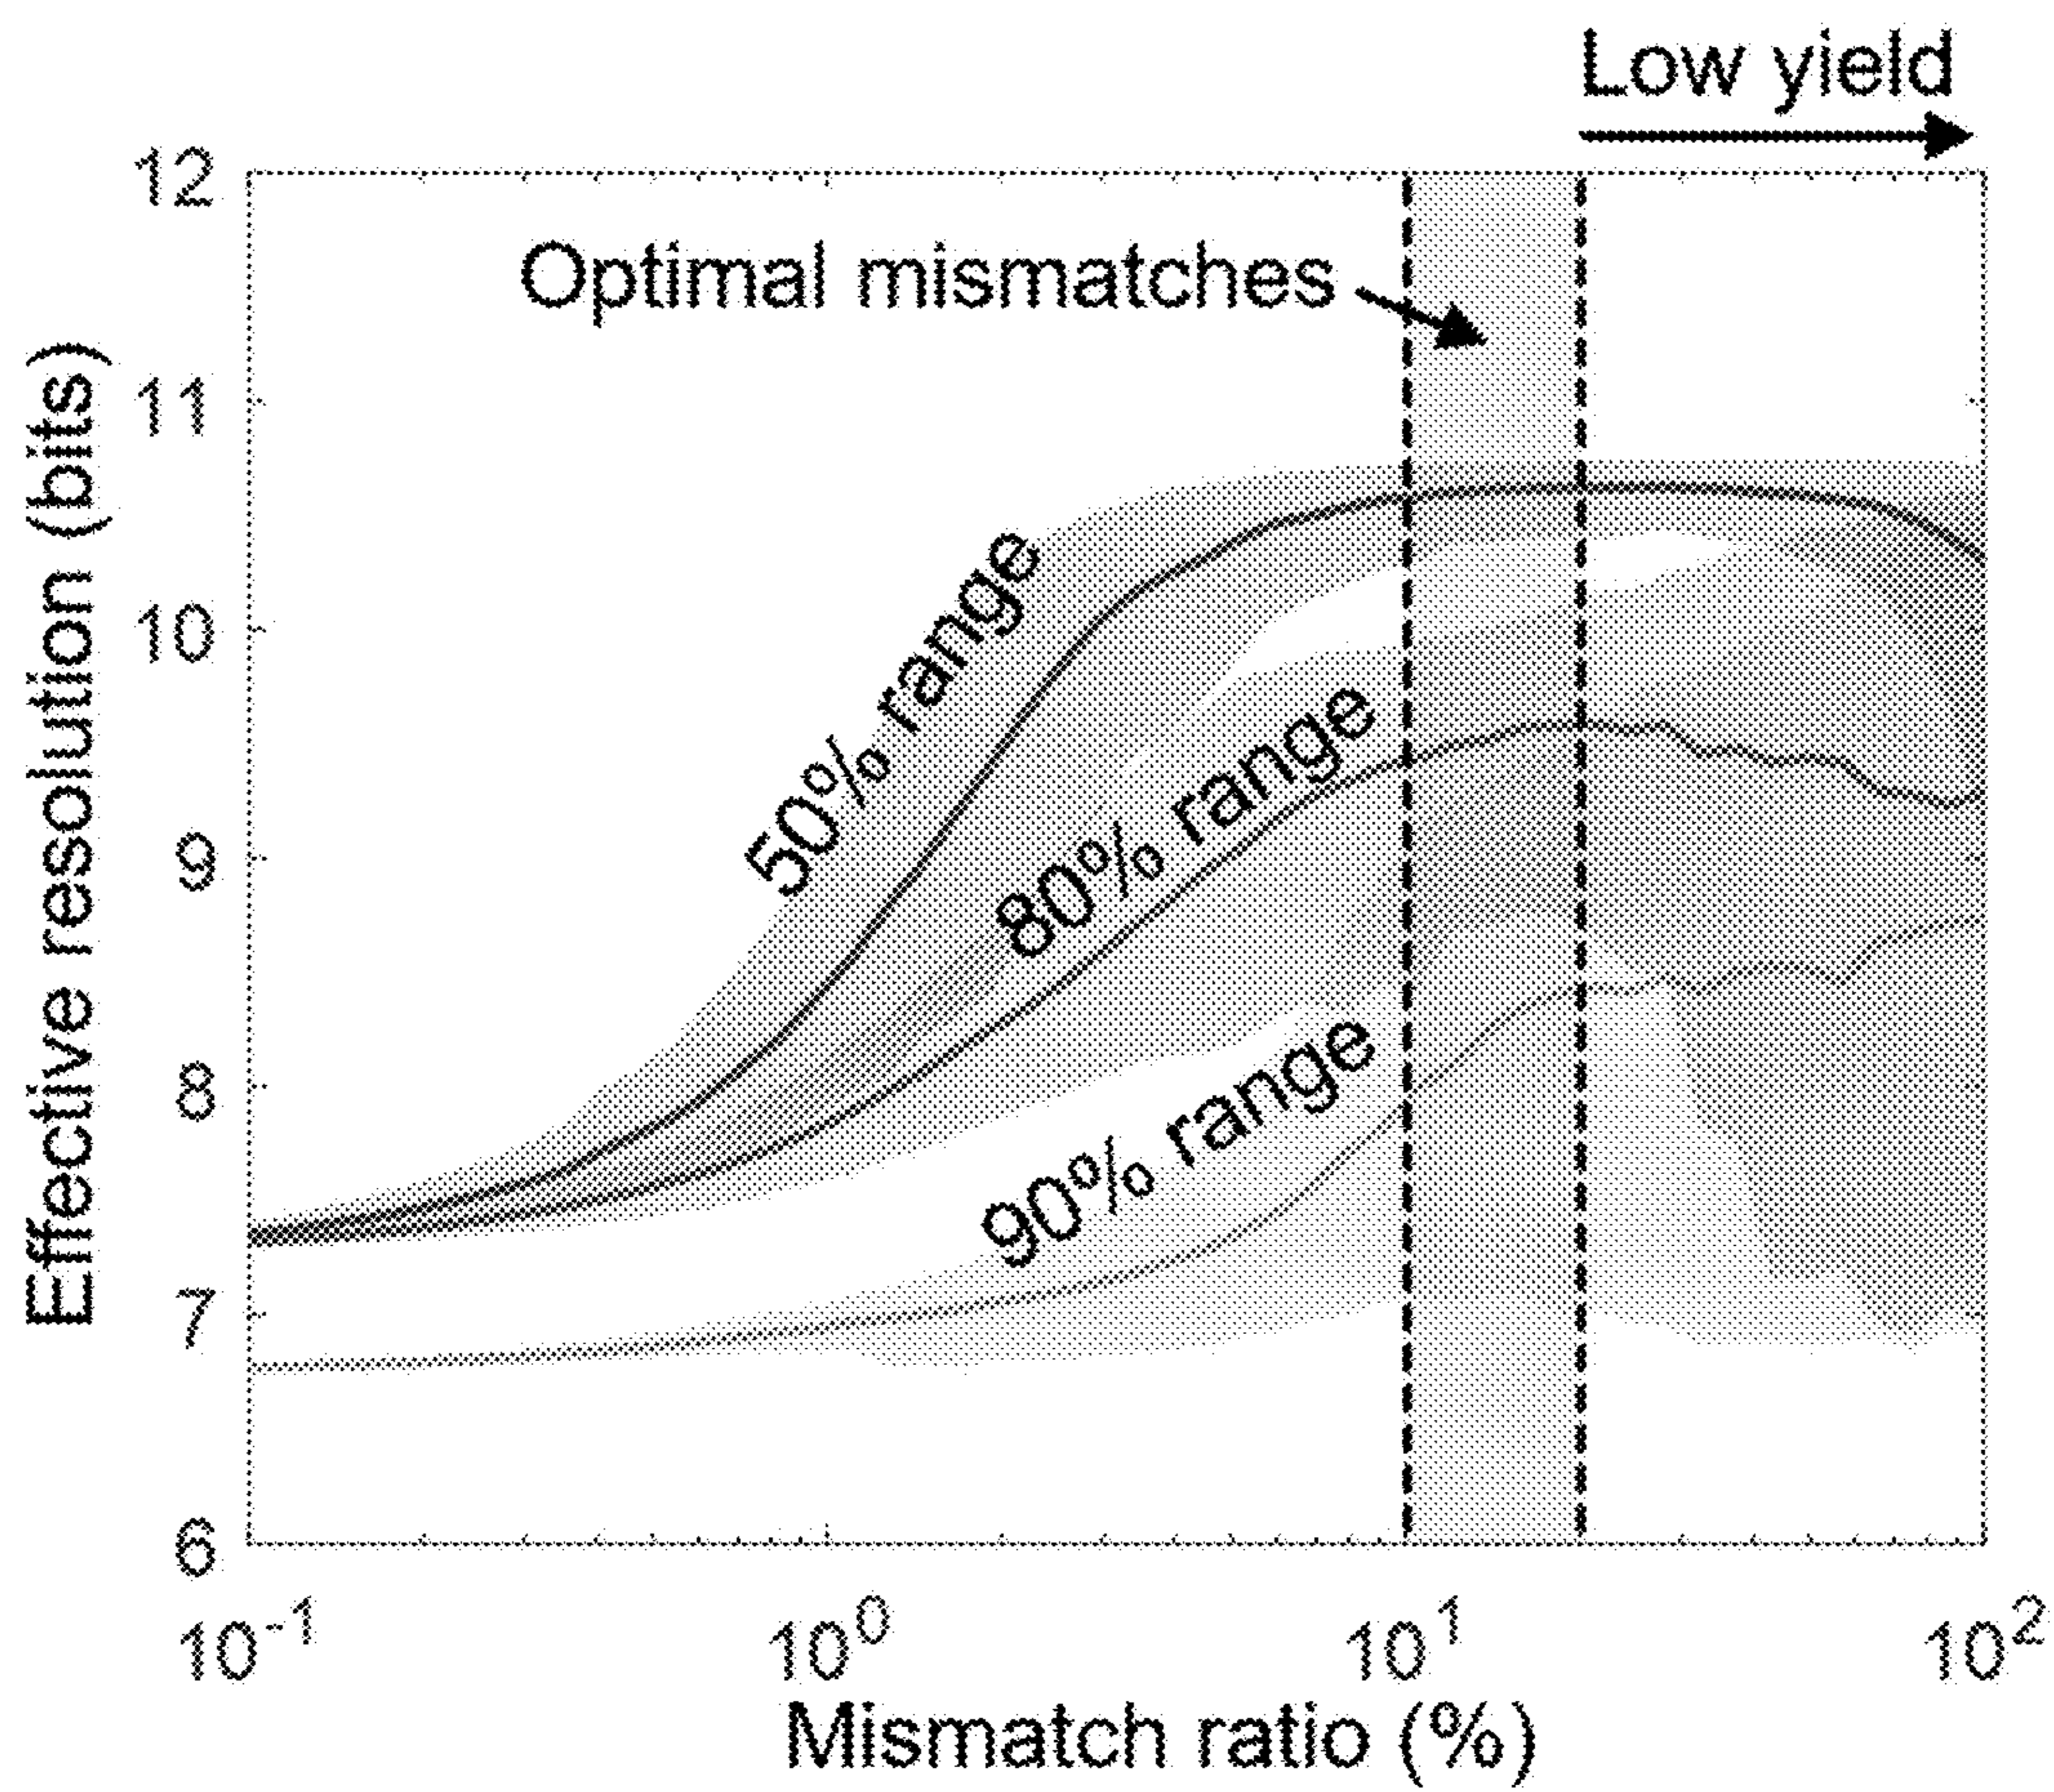 Low yield
12
Optimal mismatches
11
10
9
8
7
6
Effective resolution (bits)
50% range
80% range
90% range
10⁻¹ 10⁰ 10¹ 10²
Mismatch ratio (%)